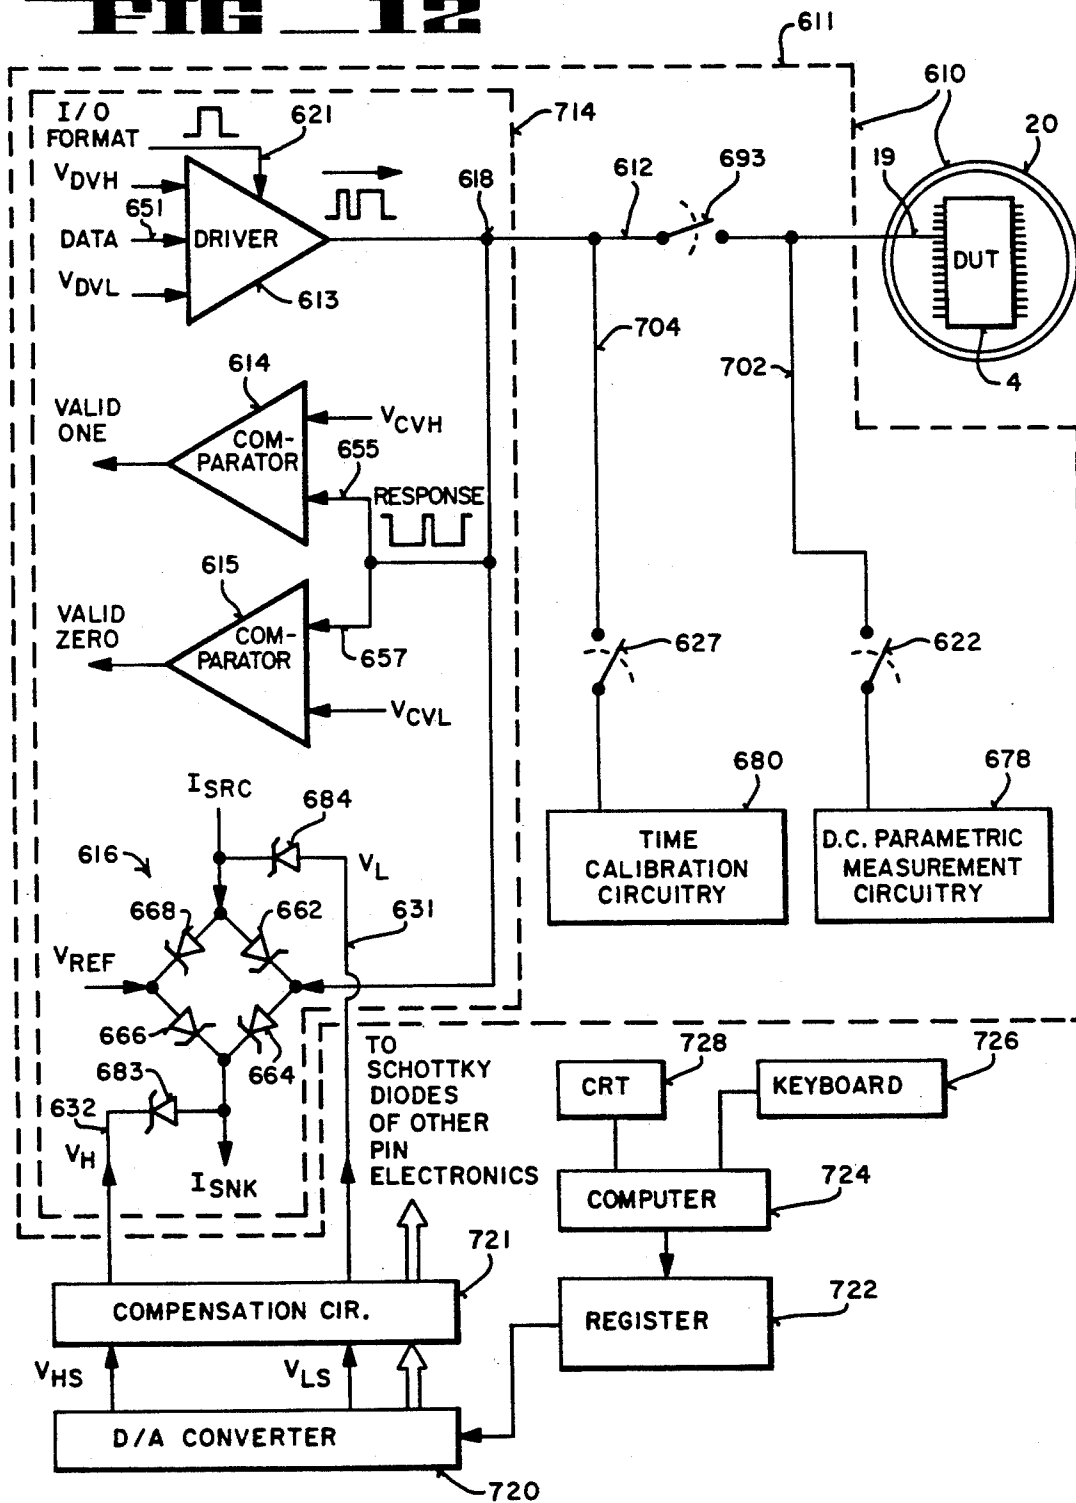 FIG_12
611
I/O
FORMAT
621
714
610
20
VDVH
651
DATA
DRIVER
VDVL
613
618
612
693
19
DUT
4
704
702
614
VALID
ONE
COM-
PARATOR
VCVH
655
RESPONSE
615
VALID
ZERO
COM-
PARATOR
657
VCVL
627
622
ISRC
684
680
678
TIME
CALIBRATION
CIRCUITRY
D.C. PARAMETRIC
MEASUREMENT
CIRCUITRY
616
VL
668
662
631
VREF
666
664
683
632
VH
ISNK
TO
SCHOTTKY
DIODES
OF OTHER
PIN
ELECTRONICS
728
726
CRT
KEYBOARD
COMPUTER
724
721
COMPENSATION CIR.
REGISTER
722
VHS
VLS
D/A CONVERTER
720